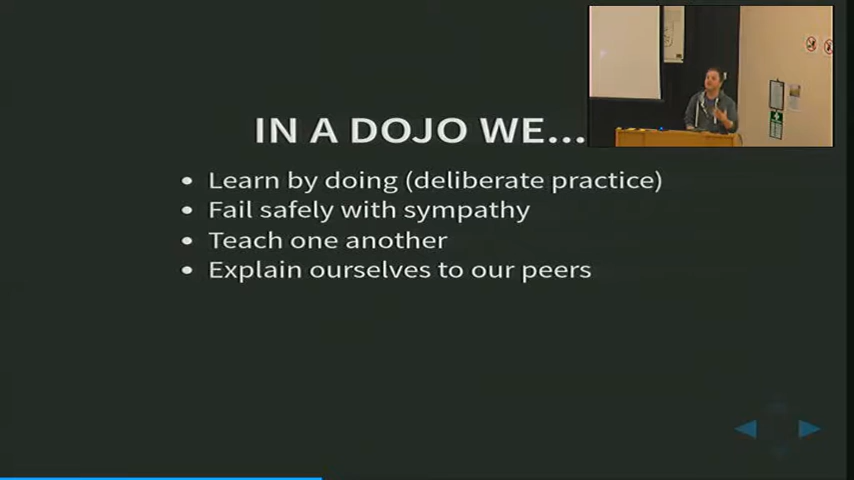 IN A DOJO WE...
• Learn by doing (deliberate practice)
• Fail safely with sympathy
• Teach one another
• Explain ourselves to our peers